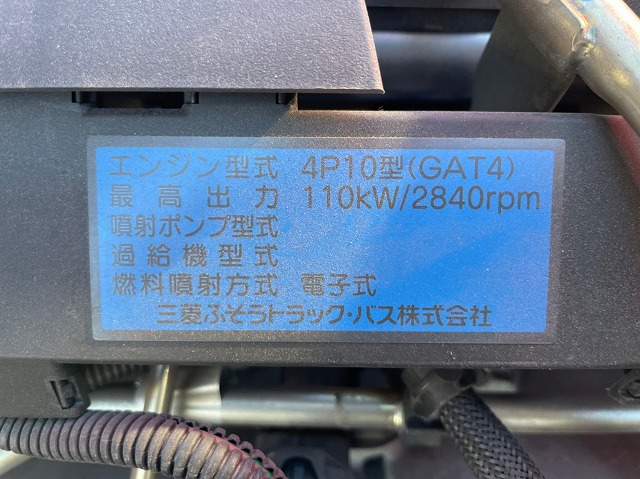 エンジン型式 4P10型(GAT4)
最高出力 110kW/2840rpm
噴射ポンプ型式
過給機型式
燃料噴射方式 電子式
三菱ふそうトラック・バス株式会社